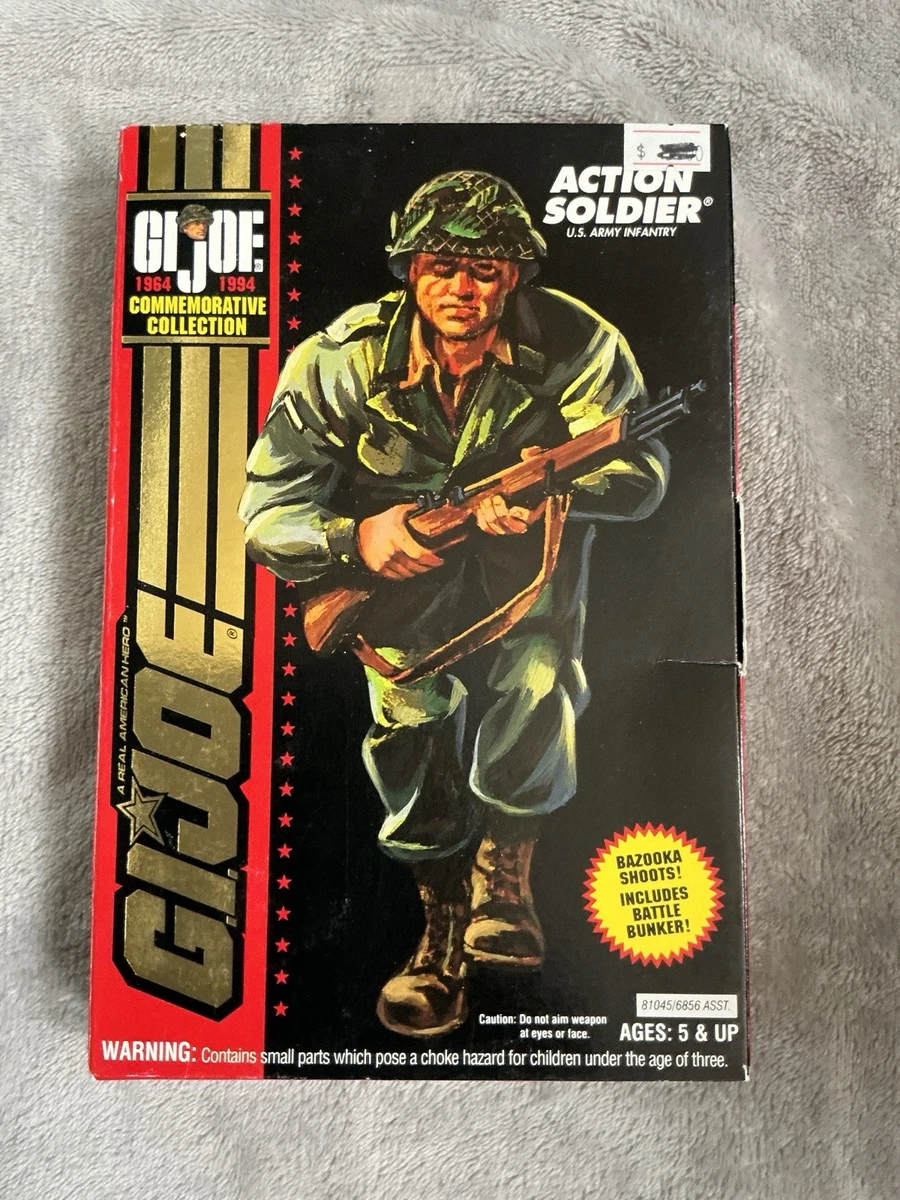 $
GI JOE®
1964 1994
COMMEMORATIVE
COLLECTION
ACTION
SOLDIER®
U.S. ARMY INFANTRY
A REAL AMERICAN HERO™
G.I. JOE®
BAZOOKA
SHOOTS!
INCLUDES
BATTLE
BUNKER!
81045/6856 ASST.
Caution: Do not aim weapon
at eyes or face.
AGES: 5 & UP
WARNING: Contains small parts which pose a choke hazard for children under the age of three.